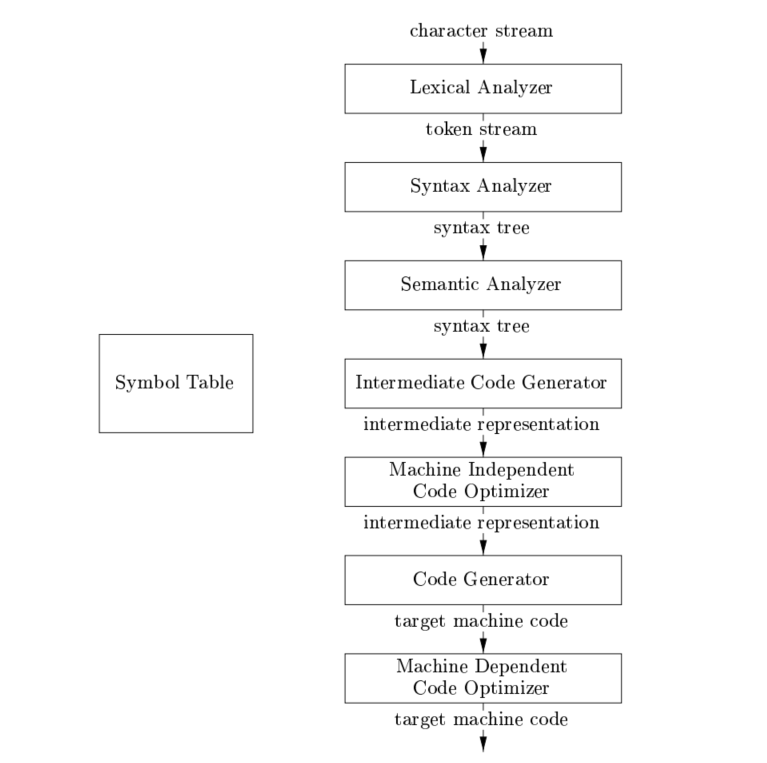 character stream
Lexical Analyzer
token stream
Syntax Analyzer
syntax tree
Semantic Analyzer
syntax tree
Symbol Table
Intermediate Code Generator
intermediate representation
Machine Independent
Code Optimizer
intermediate representation
Code Generator
target machine code
Machine Dependent
Code Optimizer
target machine code